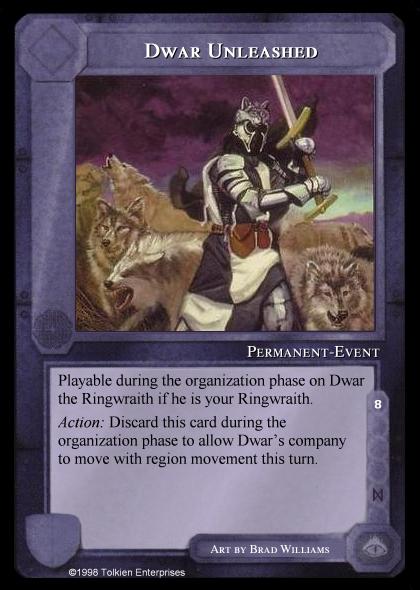 Dwar Unleashed
Permanent-Event
Playable during the organization phase on Dwar
the Ringwraith if he is your Ringwraith.
8
Action: Discard this card during the
organization phase to allow Dwar's company
to move with region movement this turn.
Art by Brad Williams
©1998 Tolkien Enterprises